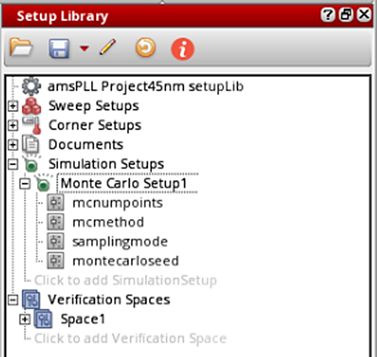 Setup Library
amsPLL Project45nm setupLib
Sweep Setups
Corner Setups
Documents
Simulation Setups
Monte Carlo Setup1
mcnumpoints
mcmethod
samplingmode
montecarloseed
Click to add SimulationSetup
Verification Spaces
Space1
Click to add Verification Space